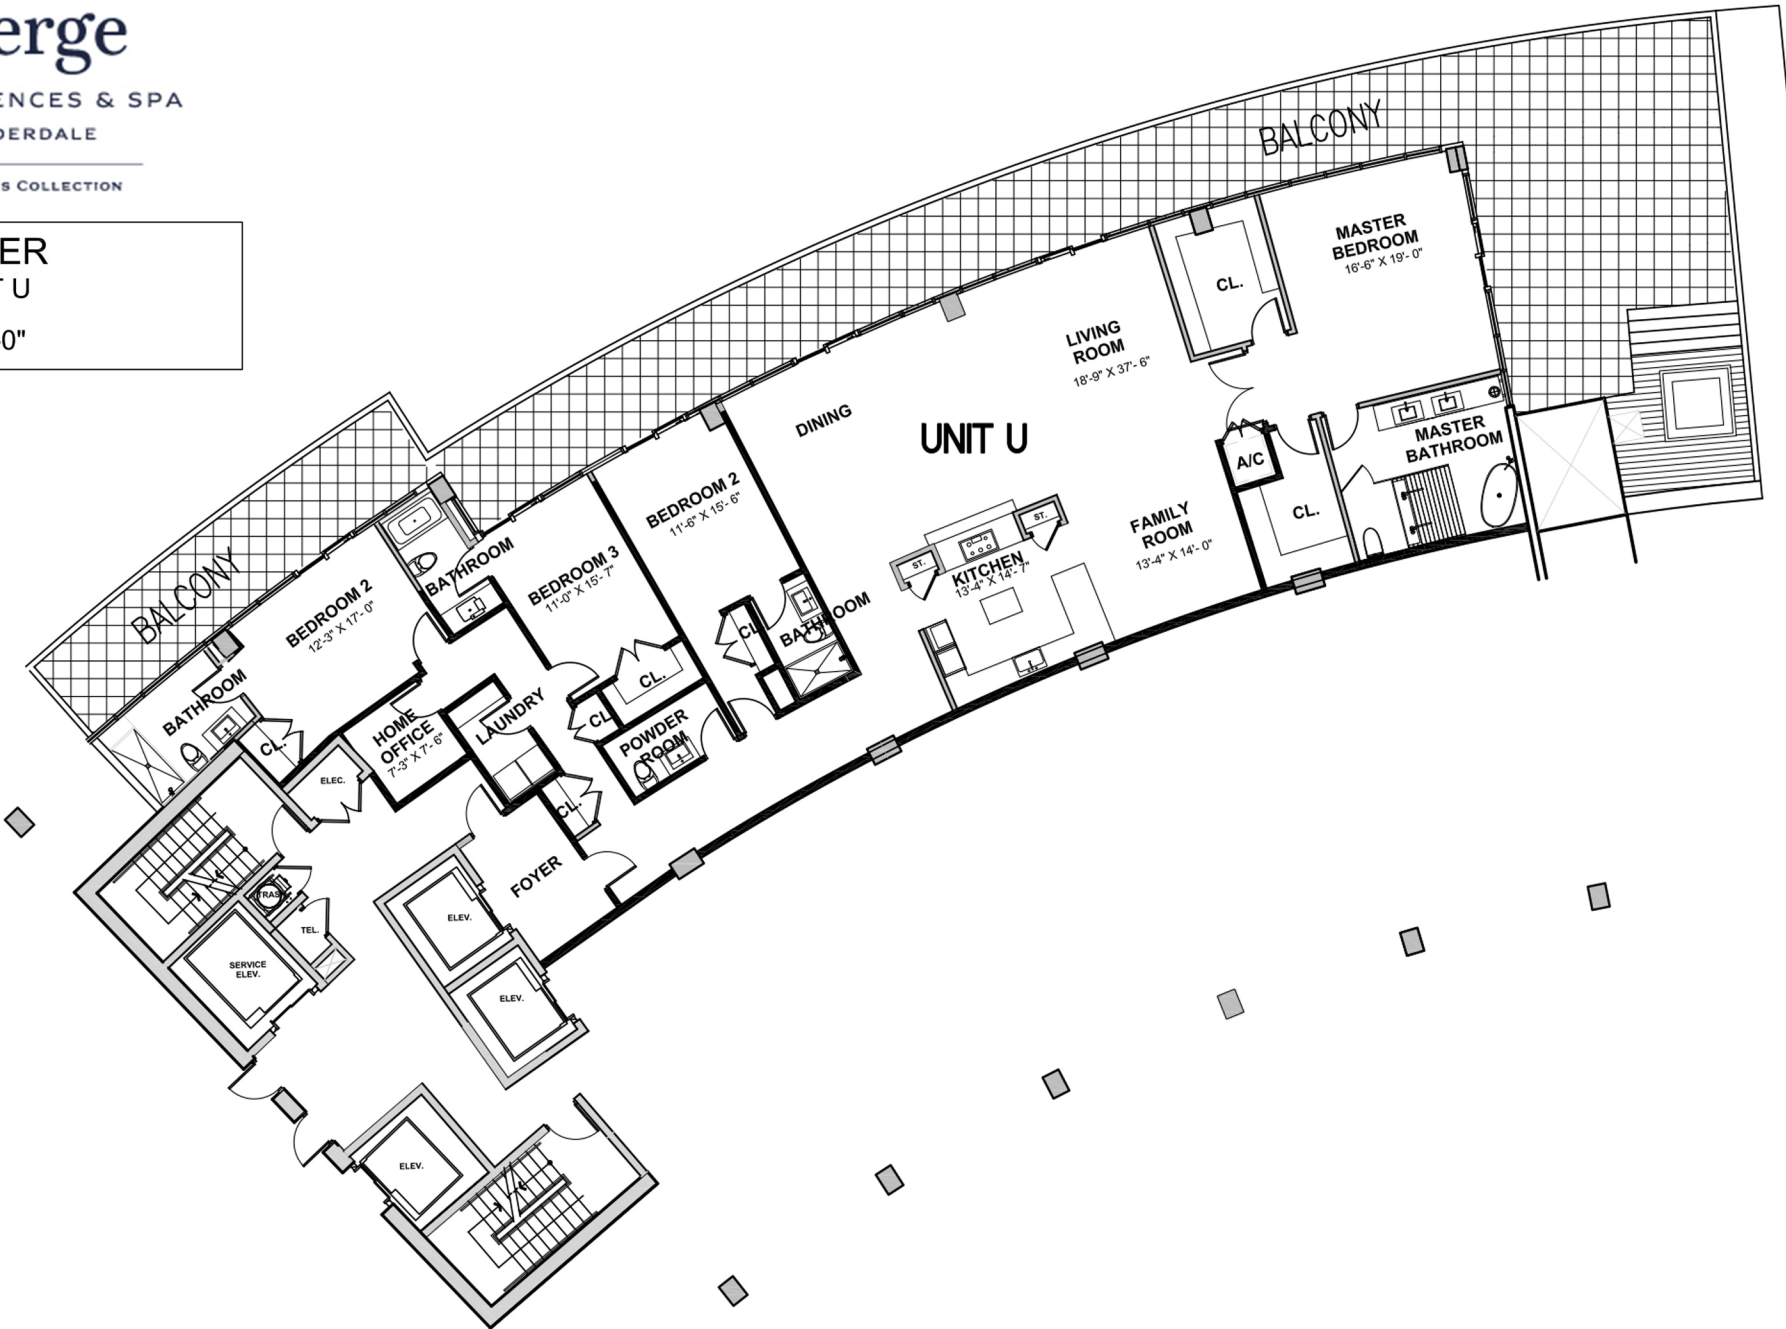 erge
ENCES & SPA
DERDALE
S COLLECTION
ER
T U
0"
BALCONY
MASTER
BEDROOM
16'-6" X 19'- 0"
CL.
LIVING
ROOM
18'-9" X 37'- 6"
DINING
UNIT U
MASTER
BATHROOM
A/C
CL.
FAMILY
ROOM
13'-4" X 14'- 0"
ST.
ST.
KITCHEN
13'-4" X 14'- 7"
BEDROOM 2
11'-6" X 15'- 6"
BATHROOM
CL.
BEDROOM 3
11'-0" X 15'- 7"
BATHROOM
CL.
BALCONY
BEDROOM 2
12'-3" X 17'- 0"
BATHROOM
CL.
HOME
OFFICE
7'-3" X 7'- 6"
LAUNDRY
CL.
POWDER
ROOM
CL.
ELEC.
FOYER
TRAS
TEL.
SERVICE
ELEV.
ELEV.
ELEV.
ELEV.